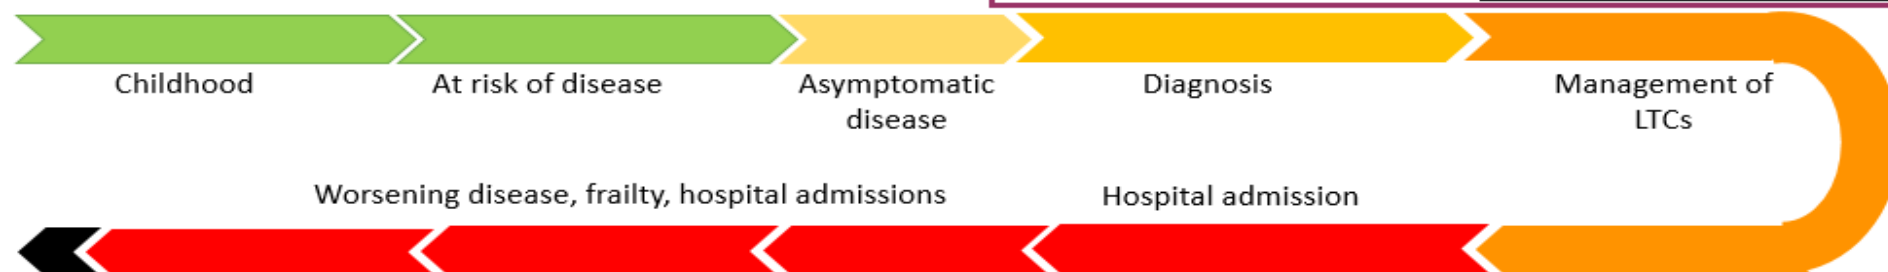 Childhood
At risk of disease
Asymptomatic
disease
Diagnosis
Management of
LTCs
Hospital admission
Worsening disease, frailty, hospital admissions